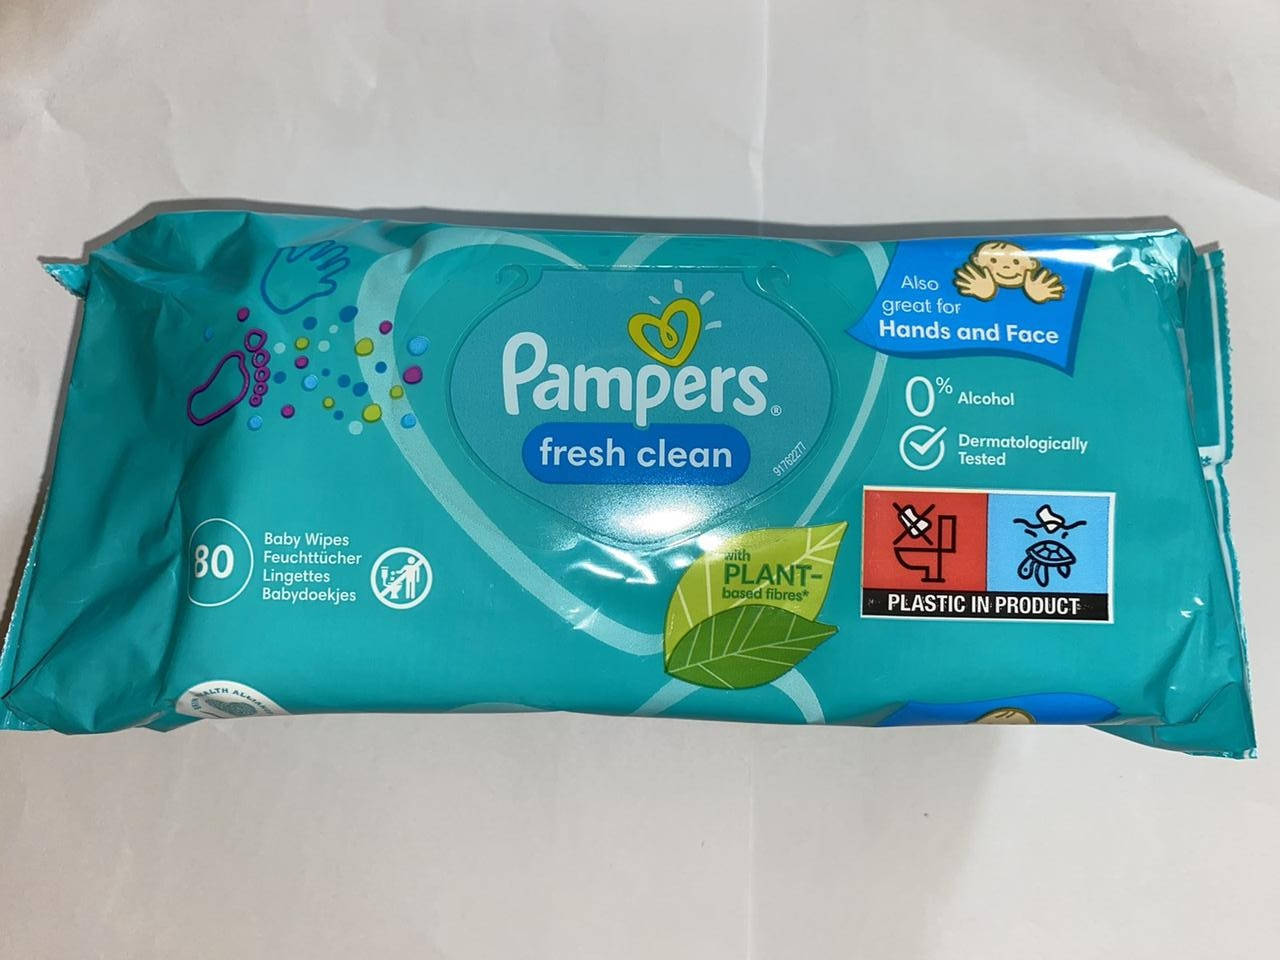 Pampers®
fresh clean
91762277
Also
great for
Hands and Face
0% Alcohol
Dermatologically
Tested
80
Baby Wipes
Feuchttücher
Lingettes
Babydoekjes
with
PLANT-
based fibres*
PLASTIC IN PRODUCT